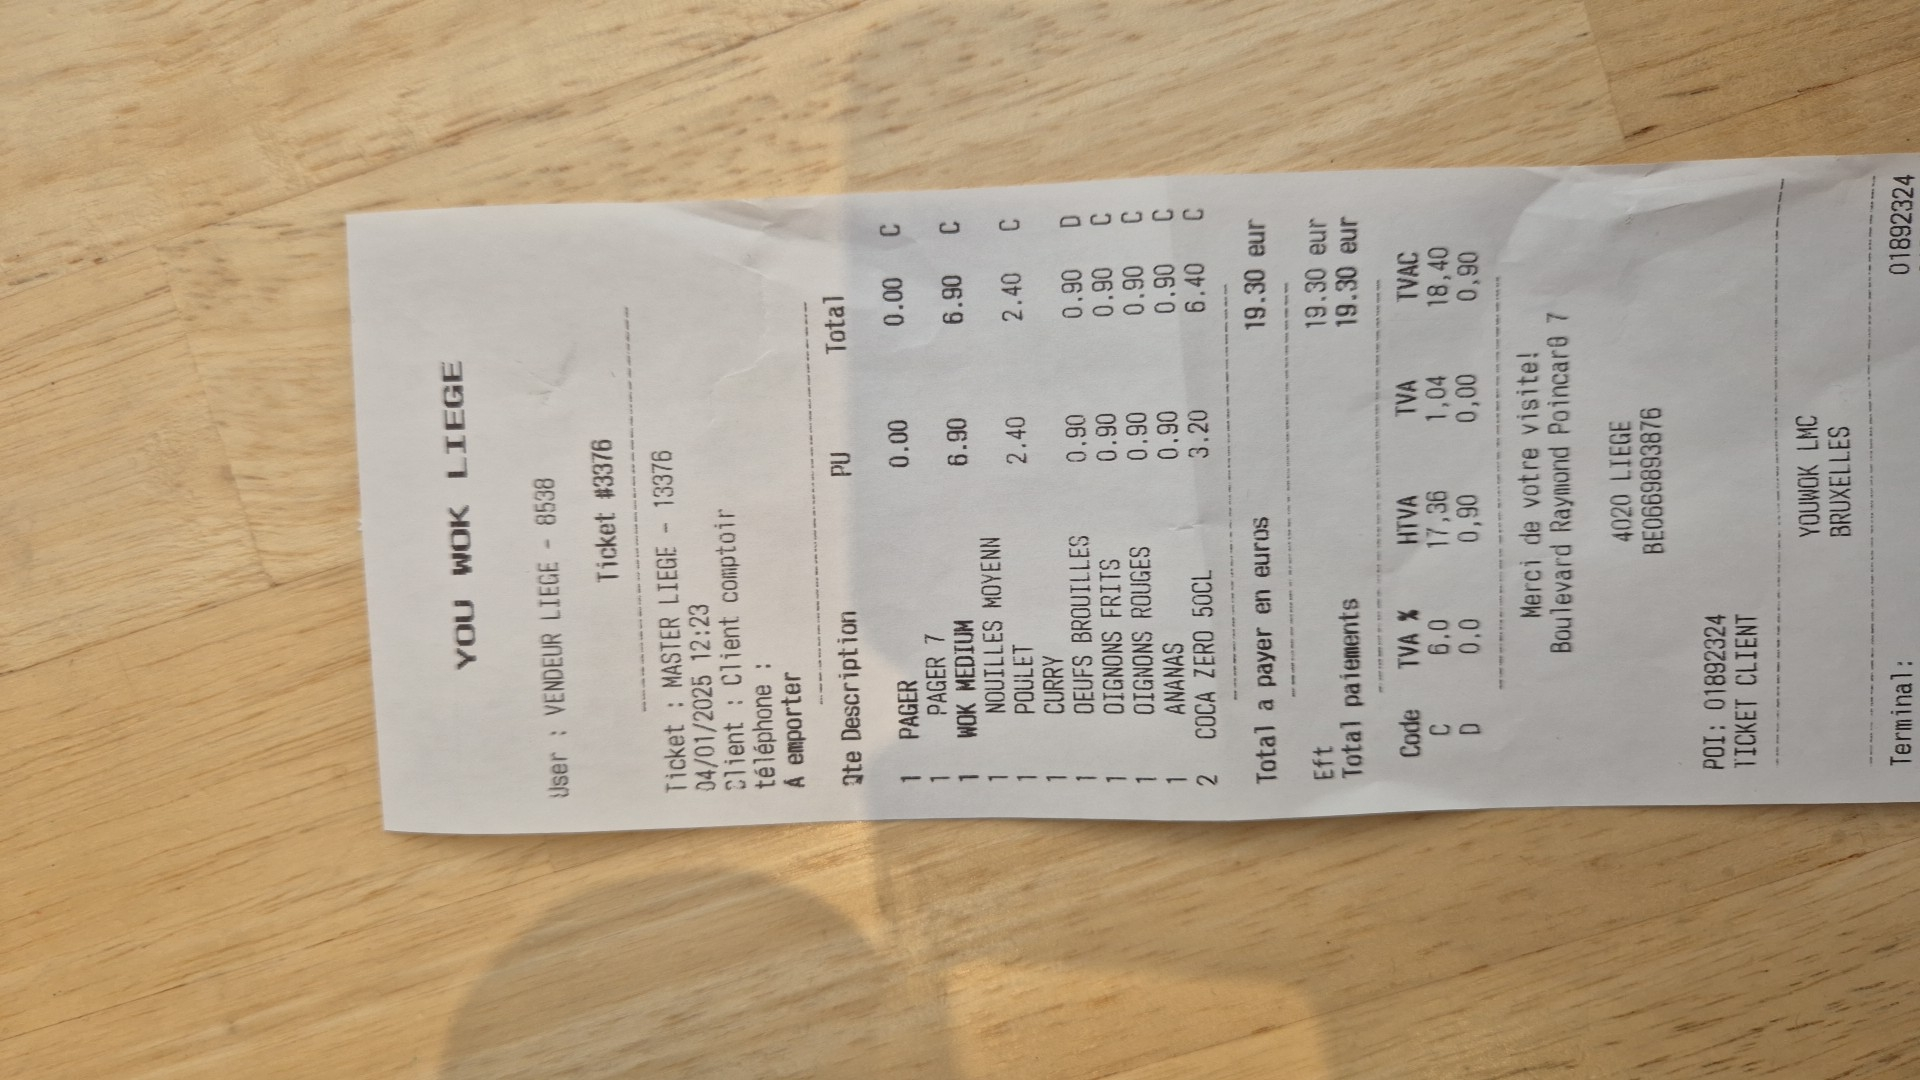 YOU WOK LIEGE
User : VENDEUR LIEGE - 8538
Ticket #3376
Ticket : MASTER LIEGE - 13376
04/01/2025 12:23
Client : Client comptoir
téléphone :
A emporter
Qte Description PU Total
1 PAGER 0.00 0.00 C
1 PAGER 7
1 WOK MEDIUM 6.90 6.90 C
1 NOUILLES MOYENN
1 POULET 2.40 2.40 C
1 CURRY
1 OEUFS BROUILLES 0.90 0.90 D
1 OIGNONS FRITS 0.90 0.90 C
1 OIGNONS ROUGES 0.90 0.90 C
1 ANANAS 0.90 0.90 C
2 COCA ZERO 50CL 3.20 6.40 C
Total a payer en euros 19.30 eur
Eft 19.30 eur
Total paiements 19.30 eur
Code TVA % HTVA TVA TVAC
C 6.0 17,36 1,04 18,40
D 0.0 0,90 0,00 0,90
Merci de votre visite!
Boulevard Raymond Poincarθ 7
4020 LIEGE
BE0669893876
POI: 01892324
TICKET CLIENT
YOUWOK LMC
BRUXELLES
Terminal: 01892324